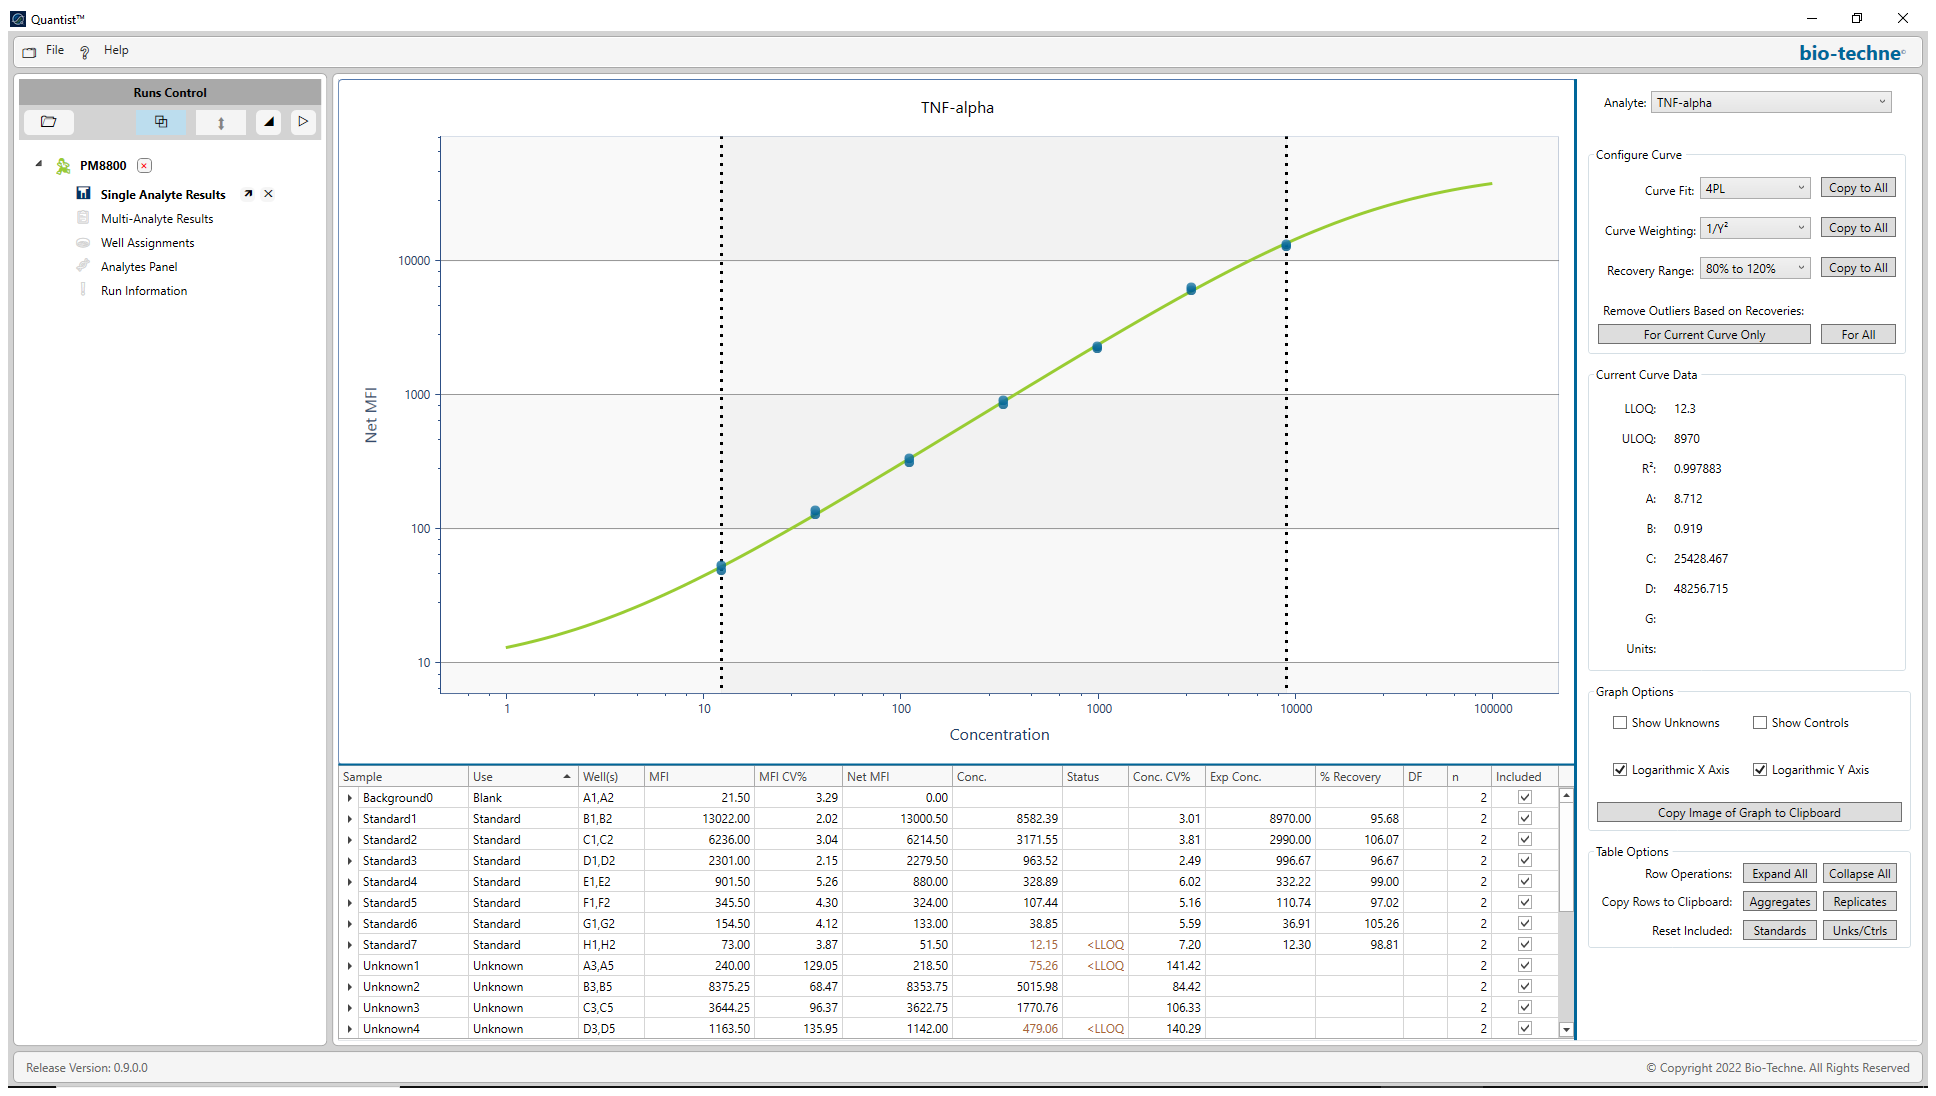 Quantist™
File
Help
bio-techne®
Runs Control
PM8800
Single Analyte Results
Multi-Analyte Results
Well Assignments
Analytes Panel
Run Information
TNF-alpha
Net MFI
10000
1000
100
10
1 10 100 1000 10000 100000
Concentration
Sample Use Well(s) MFI MFI CV% Net MFI Conc. Status Conc. CV% Exp Conc. % Recovery DF n Included
Background0 Blank A1,A2 21.50 3.29 0.00 2
Standard1 Standard B1,B2 13022.00 2.02 13000.50 8582.39 3.01 8970.00 95.68 2
Standard2 Standard C1,C2 6236.00 3.04 6214.50 3171.55 3.81 2990.00 106.07 2
Standard3 Standard D1,D2 2301.00 2.15 2279.50 963.52 2.49 996.67 96.67 2
Standard4 Standard E1,E2 901.50 5.26 880.00 328.89 6.02 332.22 99.00 2
Standard5 Standard F1,F2 345.50 4.30 324.00 107.44 5.16 110.74 97.02 2
Standard6 Standard G1,G2 154.50 4.12 133.00 38.85 5.59 36.91 105.26 2
Standard7 Standard H1,H2 73.00 3.87 51.50 12.15 <LLOQ 7.20 12.30 98.81 2
Unknown1 Unknown A3,A5 240.00 129.05 218.50 75.26 <LLOQ 141.42 2
Unknown2 Unknown B3,B5 8375.25 68.47 8353.75 5015.98 84.42 2
Unknown3 Unknown C3,C5 3644.25 96.37 3622.75 1770.76 106.33 2
Unknown4 Unknown D3,D5 1163.50 135.95 1142.00 479.06 <LLOQ 140.29 2
Analyte: TNF-alpha
Configure Curve
Curve Fit: 4PL Copy to All
Curve Weighting: 1/Y² Copy to All
Recovery Range: 80% to 120% Copy to All
Remove Outliers Based on Recoveries:
For Current Curve Only For All
Current Curve Data
LLOQ: 12.3
ULOQ: 8970
R²: 0.997883
A: 8.712
B: 0.919
C: 25428.467
D: 48256.715
G:
Units:
Graph Options
Show Unknowns Show Controls
Logarithmic X Axis Logarithmic Y Axis
Copy Image of Graph to Clipboard
Table Options
Row Operations: Expand All Collapse All
Copy Rows to Clipboard: Aggregates Replicates
Reset Included: Standards Unks/Ctrls
Release Version: 0.9.0.0
© Copyright 2022 Bio-Techne. All Rights Reserved